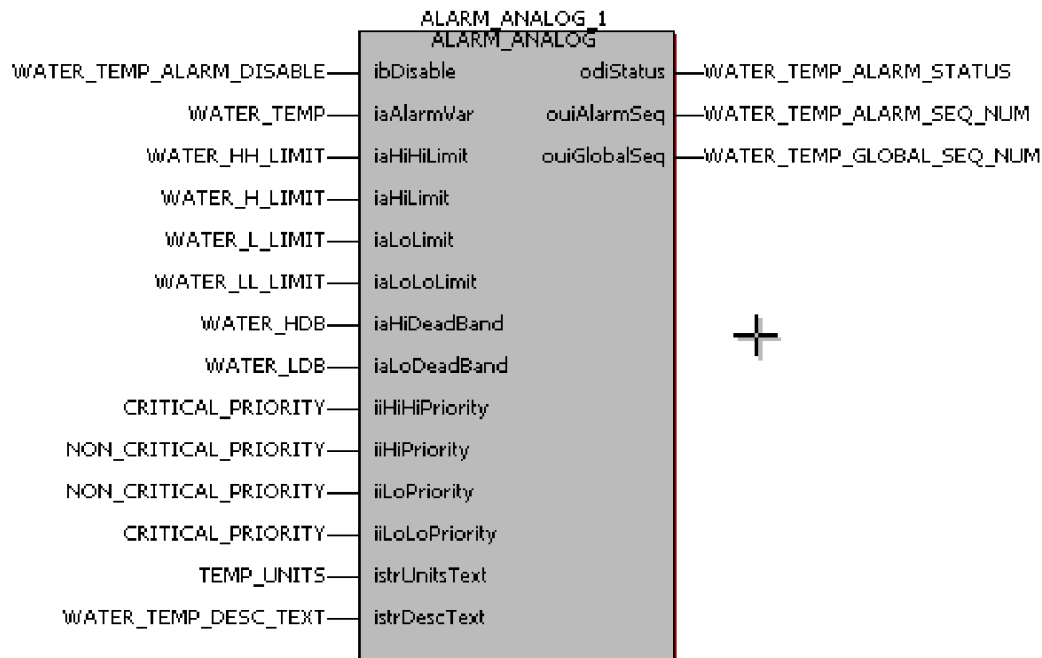 ALARM_ANALOG_1
ALARM_ANALOG
WATER_TEMP_ALARM_DISABLE ibDisable odiStatus WATER_TEMP_ALARM_STATUS
WATER_TEMP iaAlarmVar ouiAlarmSeq WATER_TEMP_ALARM_SEQ_NUM
WATER_HH_LIMIT iaHiHiLimit ouiGlobalSeq WATER_TEMP_GLOBAL_SEQ_NUM
WATER_H_LIMIT iaHiLimit
WATER_L_LIMIT iaLoLimit
WATER_LL_LIMIT iaLoLoLimit
WATER_HDB iaHiDeadBand
WATER_LDB iaLoDeadBand
CRITICAL_PRIORITY iiHiHiPriority
NON_CRITICAL_PRIORITY iiHiPriority
NON_CRITICAL_PRIORITY iiLoPriority
CRITICAL_PRIORITY iiLoLoPriority
TEMP_UNITS istrUnitsText
WATER_TEMP_DESC_TEXT istrDescText